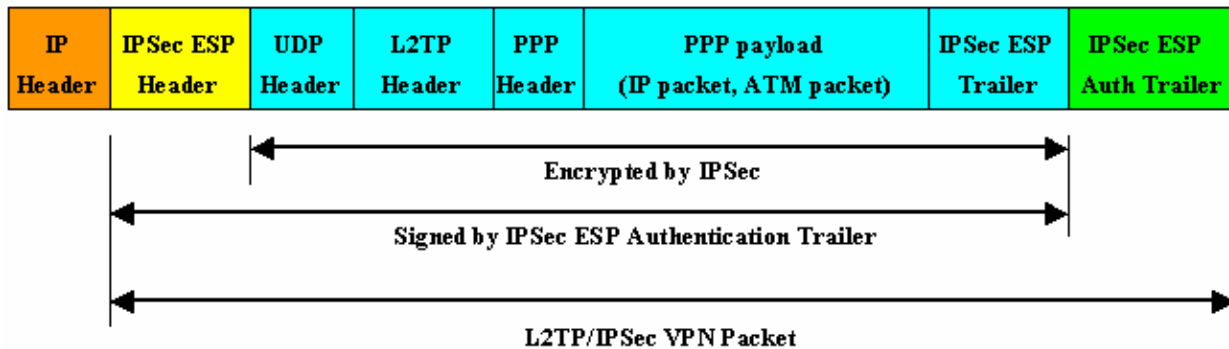 IP
Header
IPSec ESP
Header
UDP
Header
L2TP
Header
PPP
Header
PPP payload
(IP packet, ATM packet)
IPSec ESP
Trailer
IPSec ESP
Auth Trailer
Encrypted by IPSec
Signed by IPSec ESP Authentication Trailer
L2TP/IPSec VPN Packet